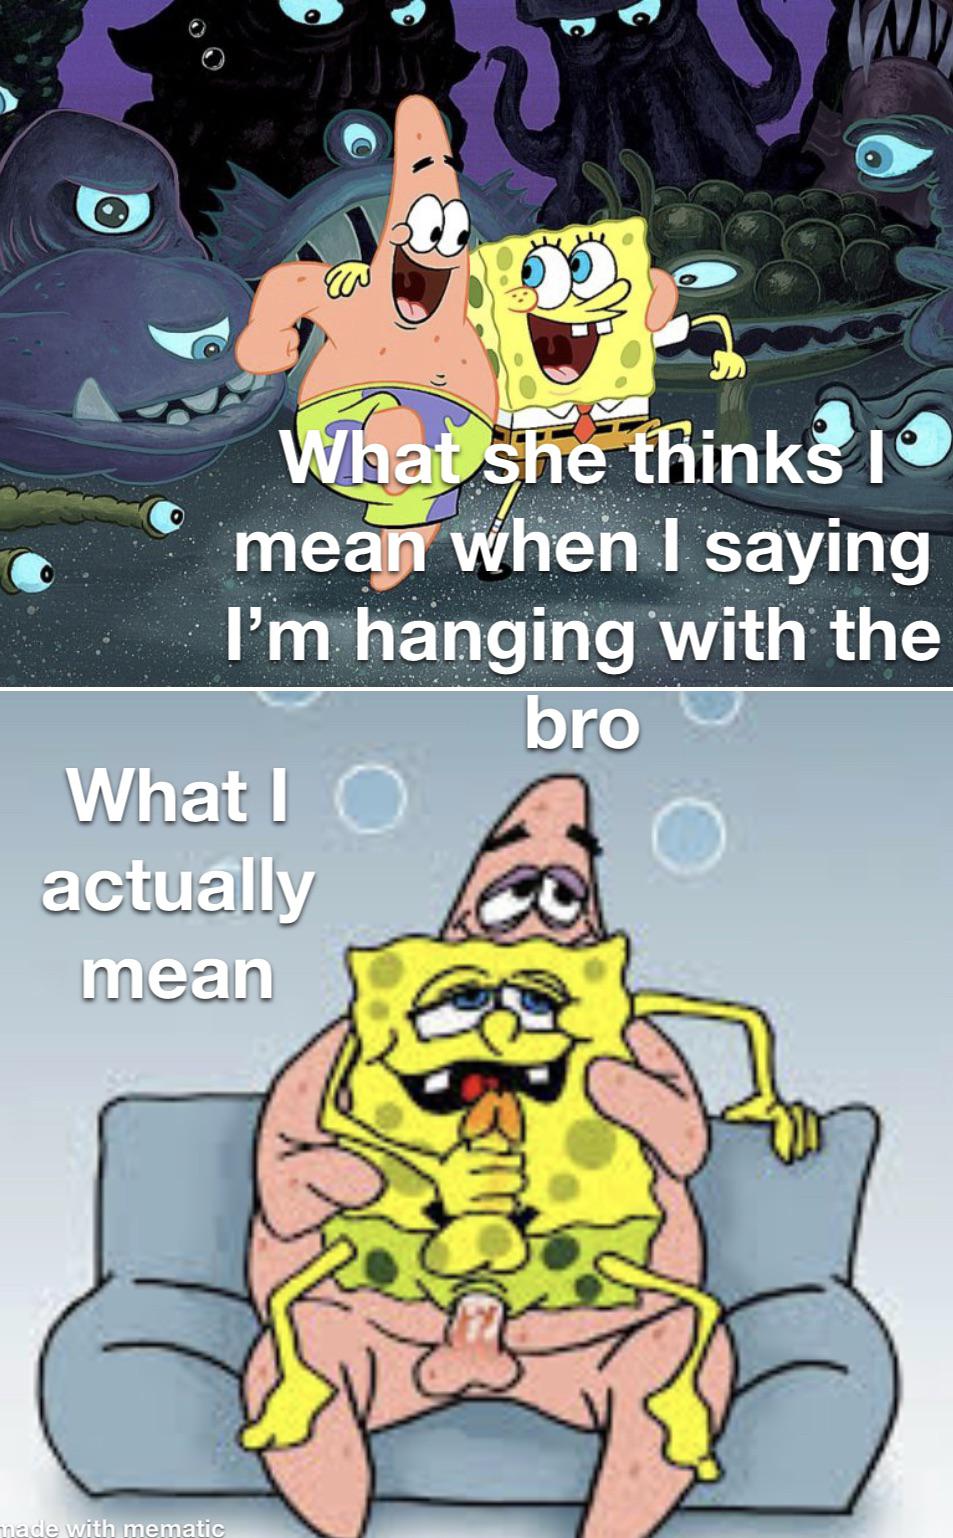 What she thinks I
mean when I saying
I'm hanging with the
bro
What I
actually
mean
made with mematic